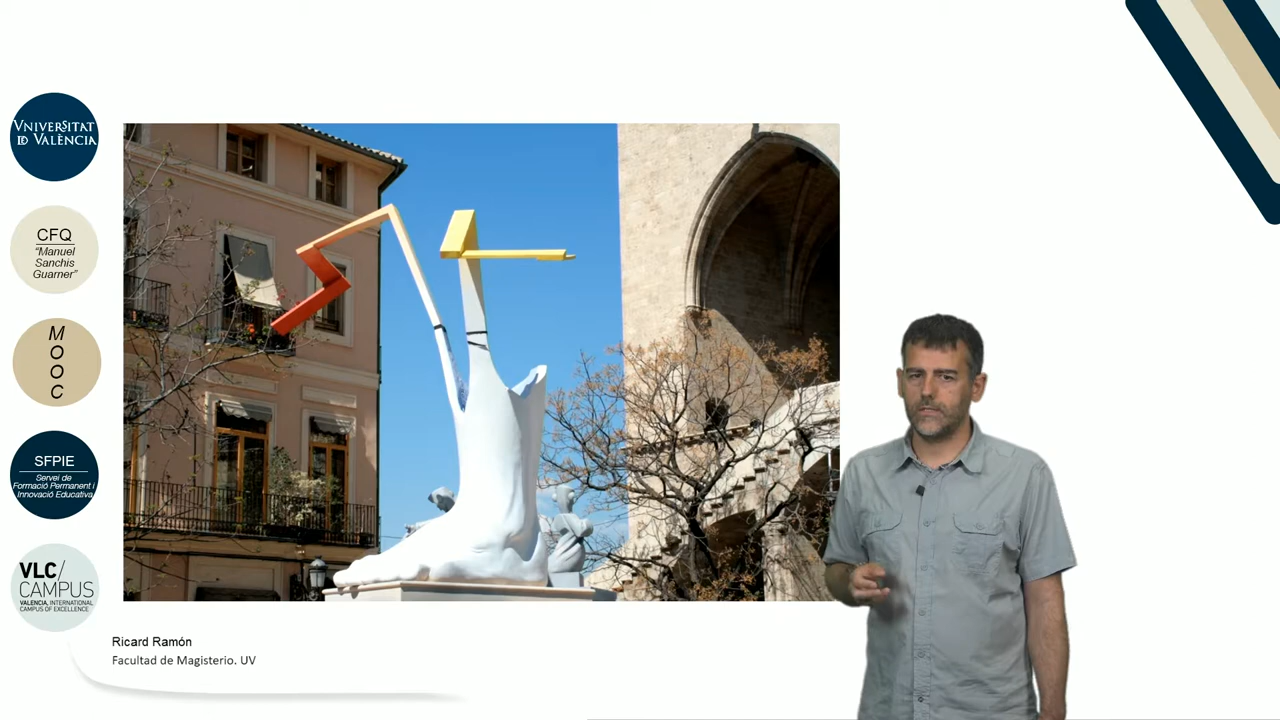 VNIVERSITAT
ID VALÈNCIA
CFQ
"Manuel
Sanchis
Guarner"
M
O
O
C
SFPIE
Servei de
Formació Permanent i
Innovació Educativa
VLC/
CAMPUS
VALENCIA, INTERNATIONAL
CAMPUS OF EXCELLENCE
Ricard Ramón
Facultad de Magisterio. UV